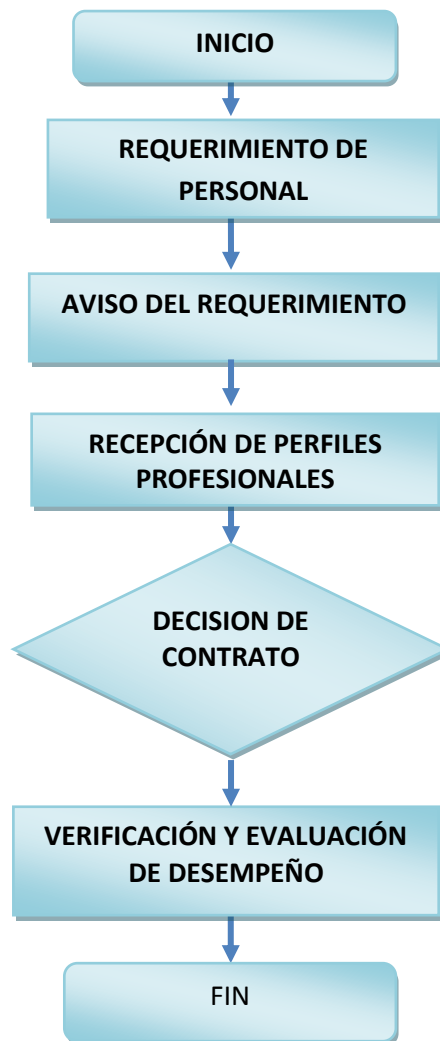 INICIO
REQUERIMIENTO DE
PERSONAL
AVISO DEL REQUERIMIENTO
RECEPCIÓN DE PERFILES
PROFESIONALES
DECISION DE
CONTRATO
VERIFICACIÓN Y EVALUACIÓN
DE DESEMPEÑO
FIN